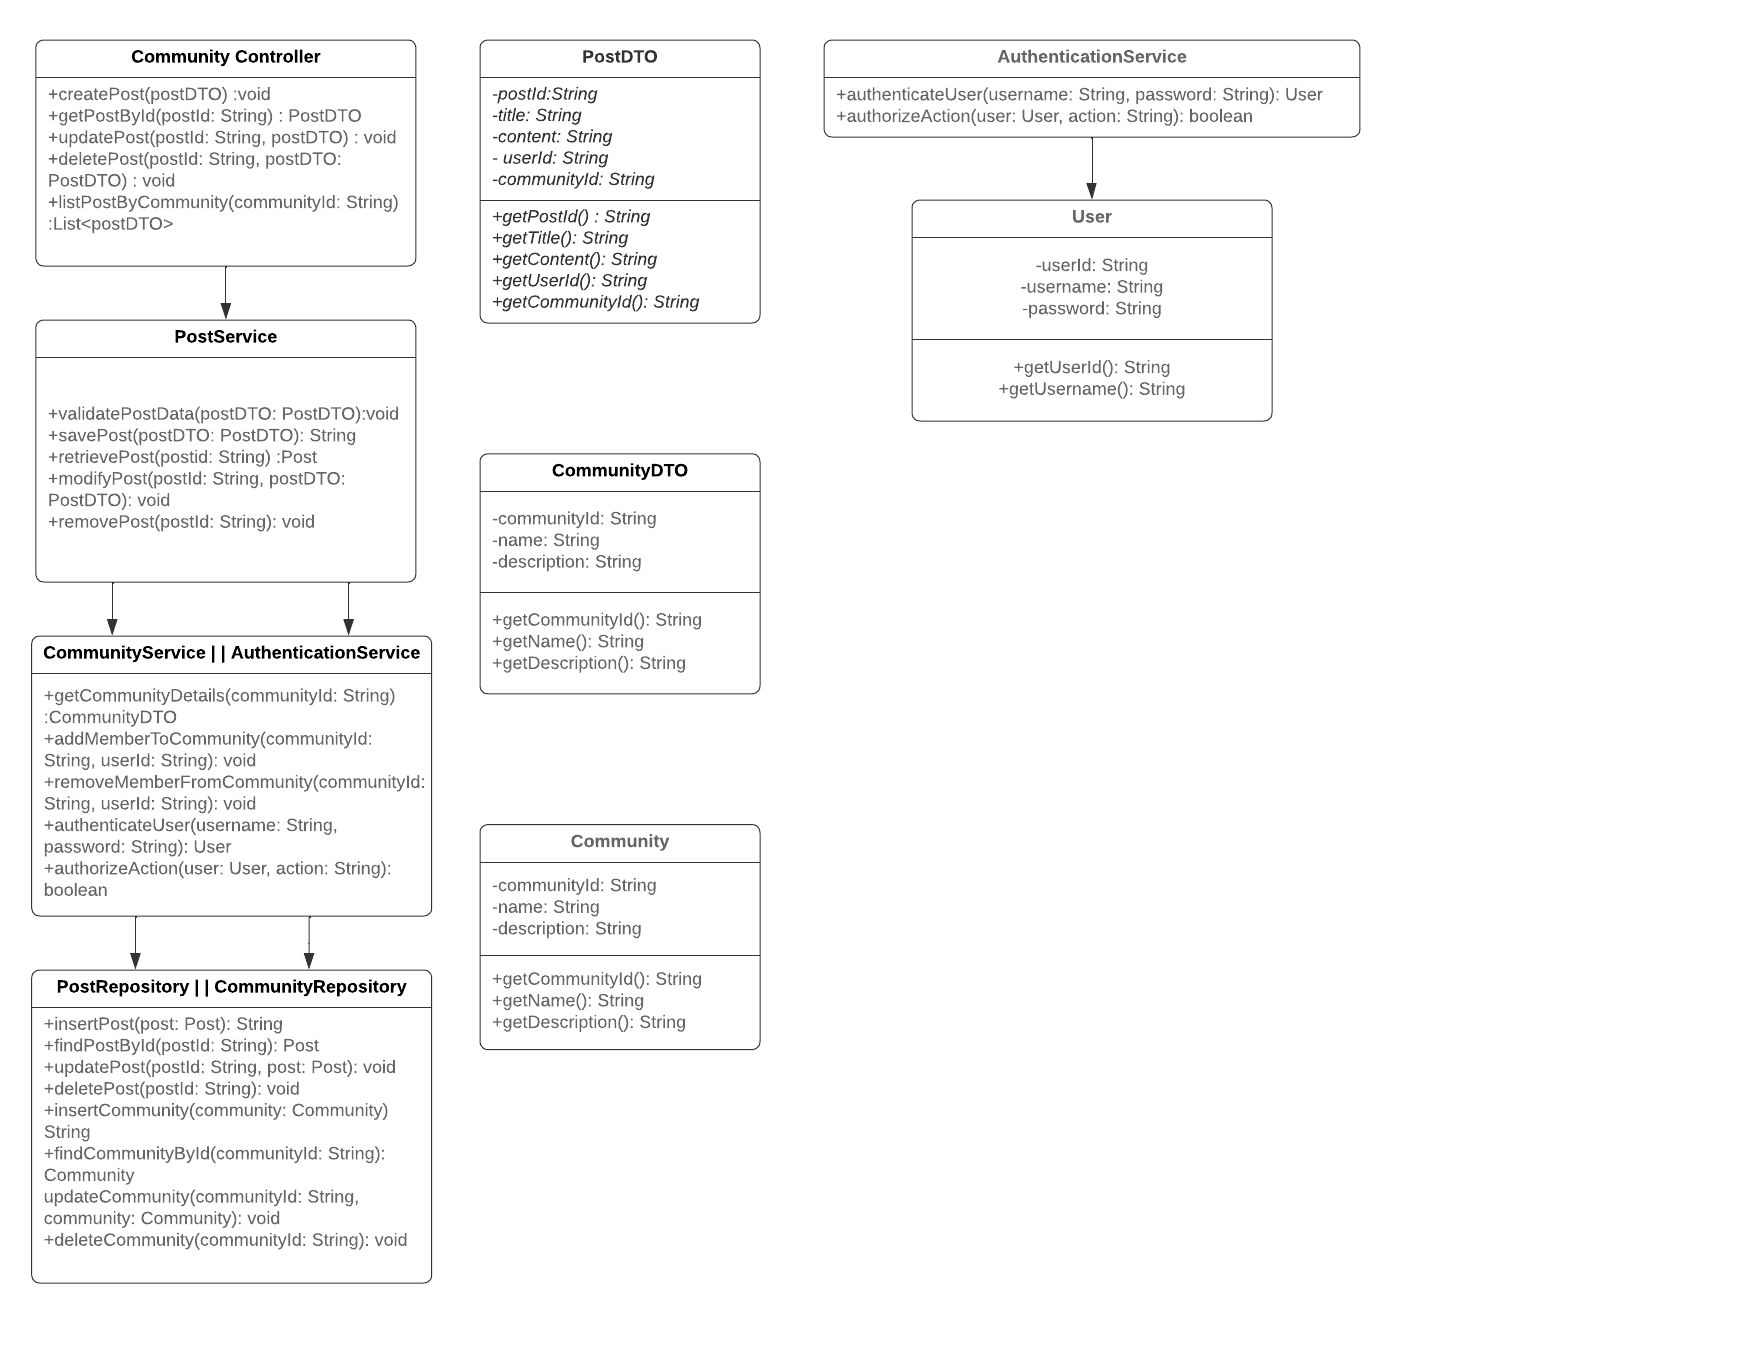 Community Controller
+createPost(postDTO) :void
+getPostById(postId: String) : PostDTO
+updatePost(postId: String, postDTO) : void
+deletePost(postId: String, postDTO:
PostDTO) : void
+listPostByCommunity(communityId: String)
:List<postDTO>
PostService
+validatePostData(postDTO: PostDTO):void
+savePost(postDTO: PostDTO): String
+retrievePost(postid: String) :Post
+modifyPost(postId: String, postDTO:
PostDTO): void
+removePost(postId: String): void
CommunityService | | AuthenticationService
+getCommunityDetails(communityId: String)
:CommunityDTO
+addMemberToCommunity(communityId:
String, userId: String): void
+removeMemberFromCommunity(communityId:
String, userId: String): void
+authenticateUser(username: String,
password: String): User
+authorizeAction(user: User, action: String):
boolean
PostRepository | | CommunityRepository
+insertPost(post: Post): String
+findPostById(postId: String): Post
+updatePost(postId: String, post: Post): void
+deletePost(postId: String): void
+insertCommunity(community: Community)
String
+findCommunityById(communityId: String):
Community
updateCommunity(communityId: String,
community: Community): void
+deleteCommunity(communityId: String): void
PostDTO
-postId:String
-title: String
-content: String
- userId: String
-communityId: String
+getPostId() : String
+getTitle(): String
+getContent(): String
+getUserId(): String
+getCommunityId(): String
CommunityDTO
-communityId: String
-name: String
-description: String
+getCommunityId(): String
+getName(): String
+getDescription(): String
Community
-communityId: String
-name: String
-description: String
+getCommunityId(): String
+getName(): String
+getDescription(): String
AuthenticationService
+authenticateUser(username: String, password: String): User
+authorizeAction(user: User, action: String): boolean
User
-userId: String
-username: String
-password: String
+getUserId(): String
+getUsername(): String